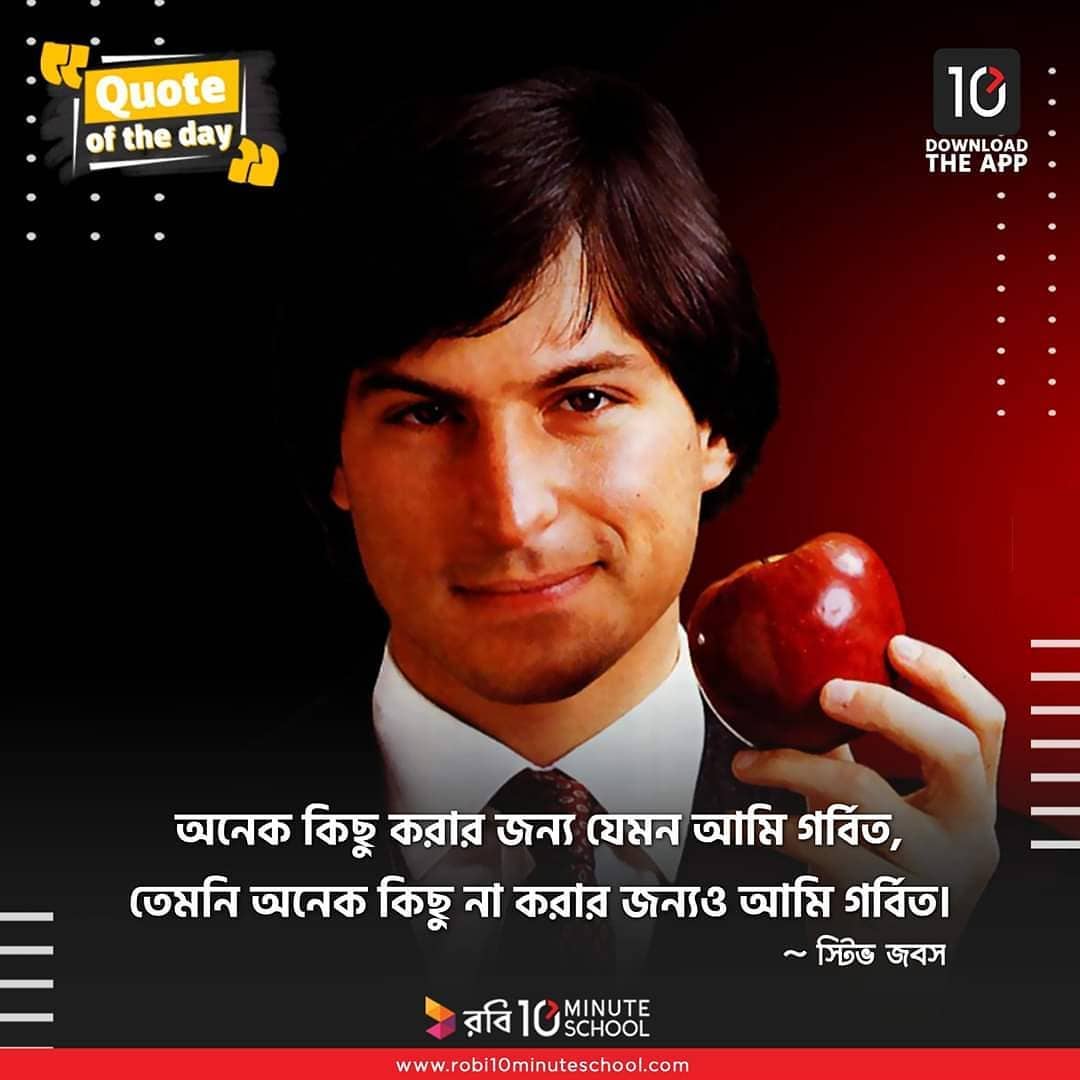 Quote
of the day
10
DOWNLOAD
THE APP
অনেক কিছু করার জন্য যেমন আমি গর্বিত,
তেমনি অনেক কিছু না করার জন্যও আমি গর্বিত।
~ স্টিভ জবস
রবি 10 MINUTE
SCHOOL
www.robi10minuteschool.com